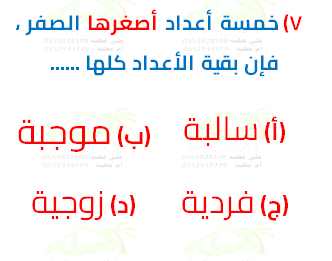 ٧) خمسة أعداد أصغرها الصفر ،
فإن بقية الأعداد كلها ......
(أ) سالبة
(ب) موجبة
(ج) فردية
(د) زوجية